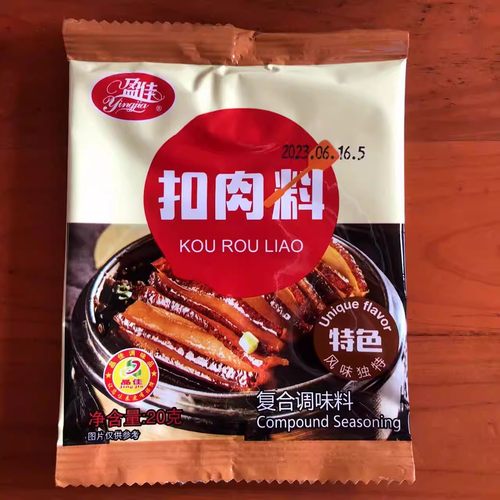 盈佳
Yingjia
®
2023.06.16.5
扣肉料
KOU ROU LIAO
Unique flavor
特色
风味独特
盈佳
复合调味料
Compound Seasoning
净含量:20克
图片仅供参考